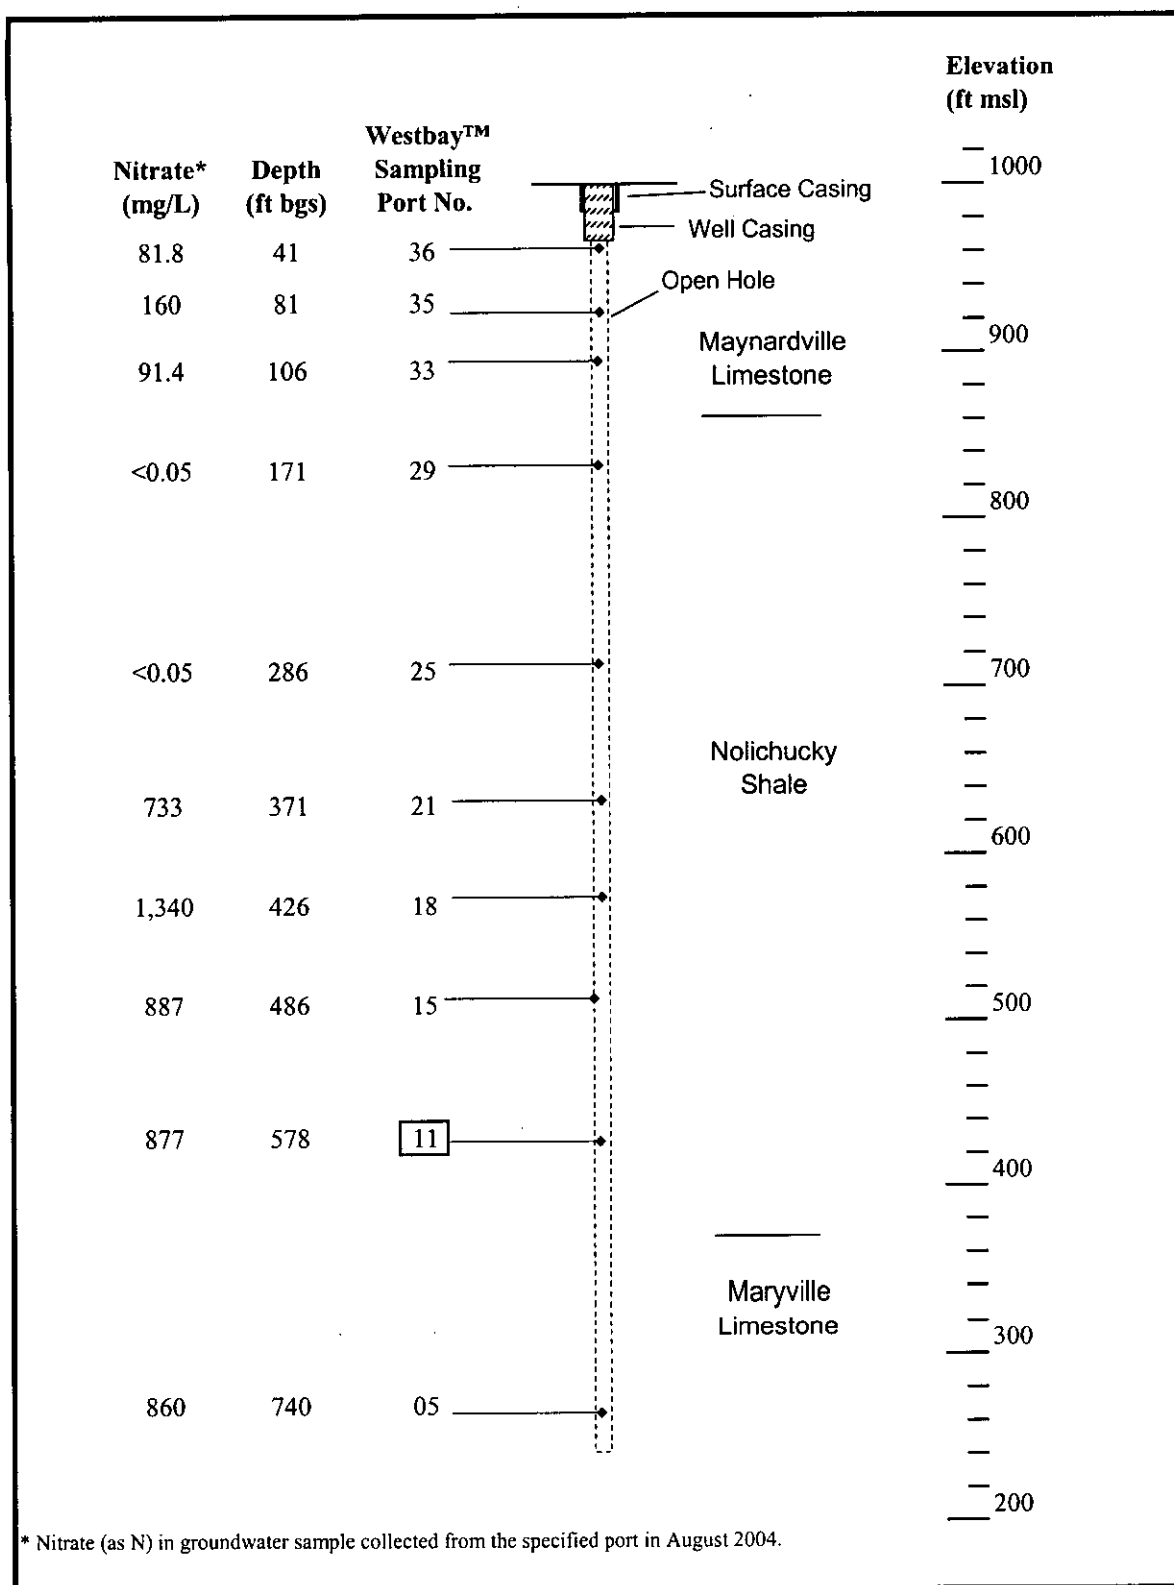 Elevation
(ft msl)
Nitrate* Depth Westbay™
(mg/L) (ft bgs) Sampling
Port No.
1000
Surface Casing
Well Casing
81.8 41 36
Open Hole
160 81 35
900
Maynardville
Limestone
91.4 106 33
<0.05 171 29
800
<0.05 286 25
700
Nolichucky
Shale
733 371 21
600
1,340 426 18
887 486 15
500
877 578 11
400
Maryville
Limestone
300
860 740 05
200
* Nitrate (as N) in groundwater sample collected from the specified port in August 2004.